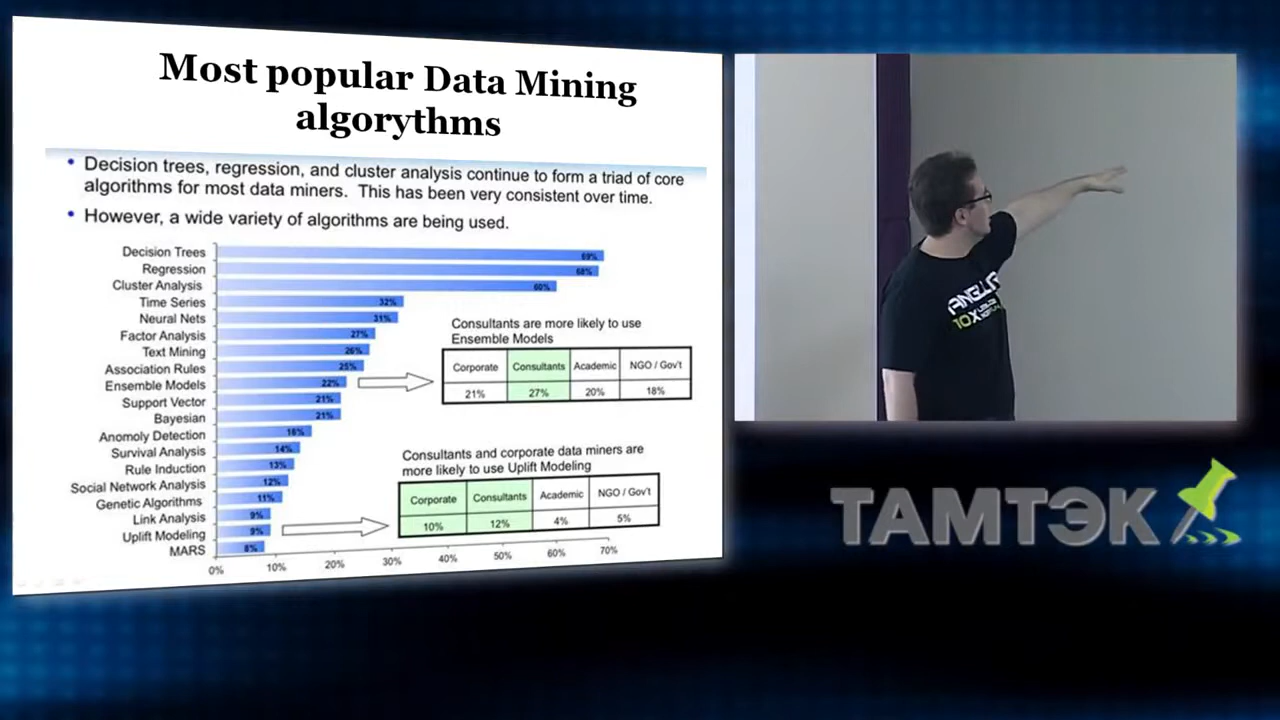 Most popular Data Mining
algorythms
• Decision trees, regression, and cluster analysis continue to form a triad of core
algorithms for most data miners. This has been very consistent over time.
• However, a wide variety of algorithms are being used.
Decision Trees 69%
Regression 68%
Cluster Analysis 60%
Time Series 32%
Neural Nets 31%
Factor Analysis 27%
Text Mining 26%
Association Rules 25%
Ensemble Models 22%
Support Vector 21%
Bayesian 21%
Anomoly Detection 16%
Survival Analysis 14%
Rule Induction 13%
Social Network Analysis 12%
Genetic Algorithms 11%
Link Analysis 9%
Uplift Modeling 9%
MARS 8%
0% 10% 20% 30% 40% 50% 60% 70%
Consultants are more likely to use
Ensemble Models
Corporate Consultants Academic NGO / Gov't
21% 27% 20% 18%
Consultants and corporate data miners are
more likely to use Uplift Modeling
Corporate Consultants Academic NGO / Gov't
10% 12% 4% 5%
10X
ТАМТЭК